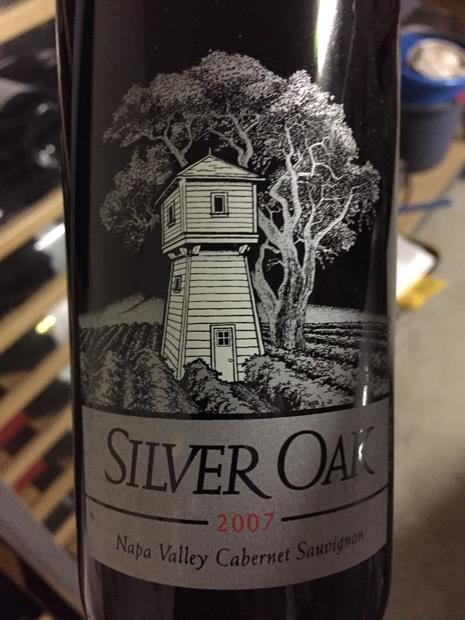 SILVER OAK
2007
Napa Valley Cabernet Sauvignon